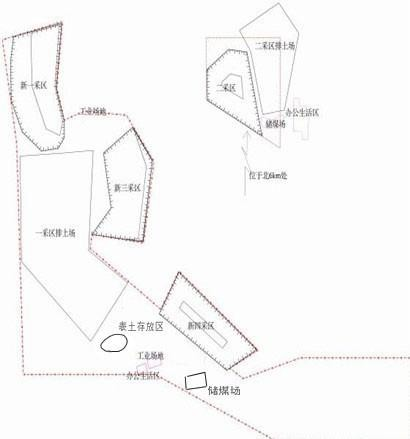 二采区排土场
新一采区
二采区
工业场地
办公生活区
储煤场
新三采区
位于北6km处
一采区排土场
表土存放区
新四采区
工业场地
办公生活区
储煤场